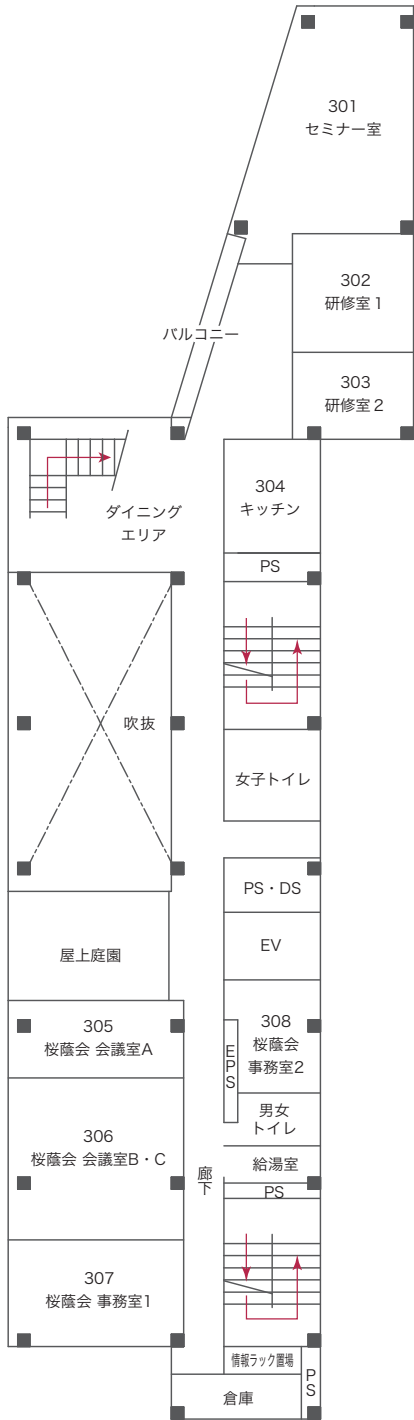 301
セミナー室
302
研修室1
バルコニー
303
研修室2
304
キッチン
ダイニング
エリア
PS
吹抜
女子トイレ
PS・DS
EV
屋上庭園
305
桜蔭会 会議室A
308
桜蔭会
事務室2
EPS
男女
トイレ
306
桜蔭会 会議室B・C
給湯室
廊下
PS
307
桜蔭会 事務室1
情報ラック置場
PS
倉庫